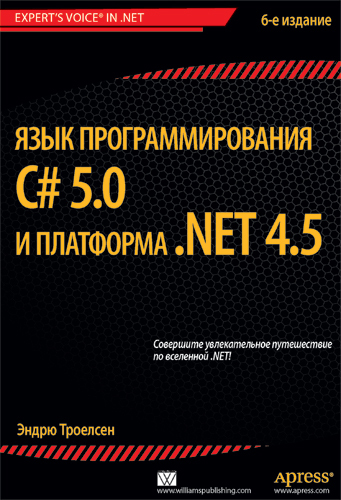 EXPERT'S VOICE® IN .NET
6-е издание
ЯЗЫК ПРОГРАММИРОВАНИЯ
C# 5.0
И ПЛАТФОРМА .NET 4.5
Совершите увлекательное путешествие
по вселенной .NET!
Эндрю Троелсен
W
www.williamspublishing.com
Apress®
www.apress.com